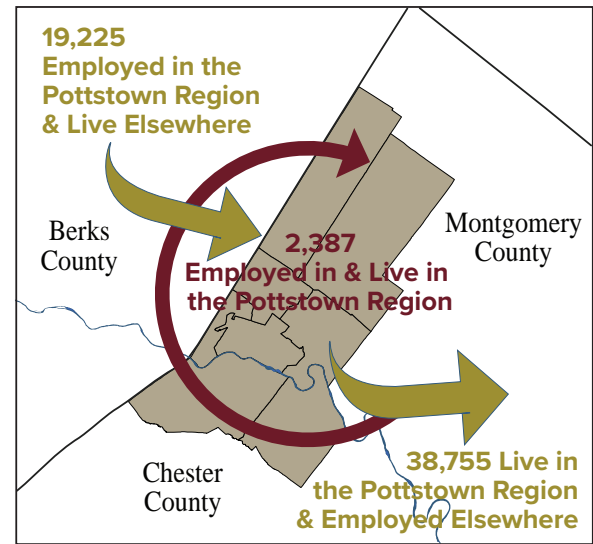 19,225
Employed in the
Pottstown Region
& Live Elsewhere
Berks
County
Montgomery
County
2,387
Employed in & Live in
the Pottstown Region
Chester
County
38,755 Live in
the Pottstown Region
& Employed Elsewhere